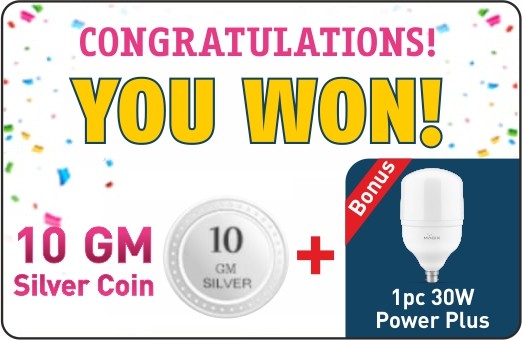 CONGRATULATIONS!
YOU WON!
10 GM
Silver Coin
10
GM
SILVER
+
Bonus
1pc 30W
Power Plus